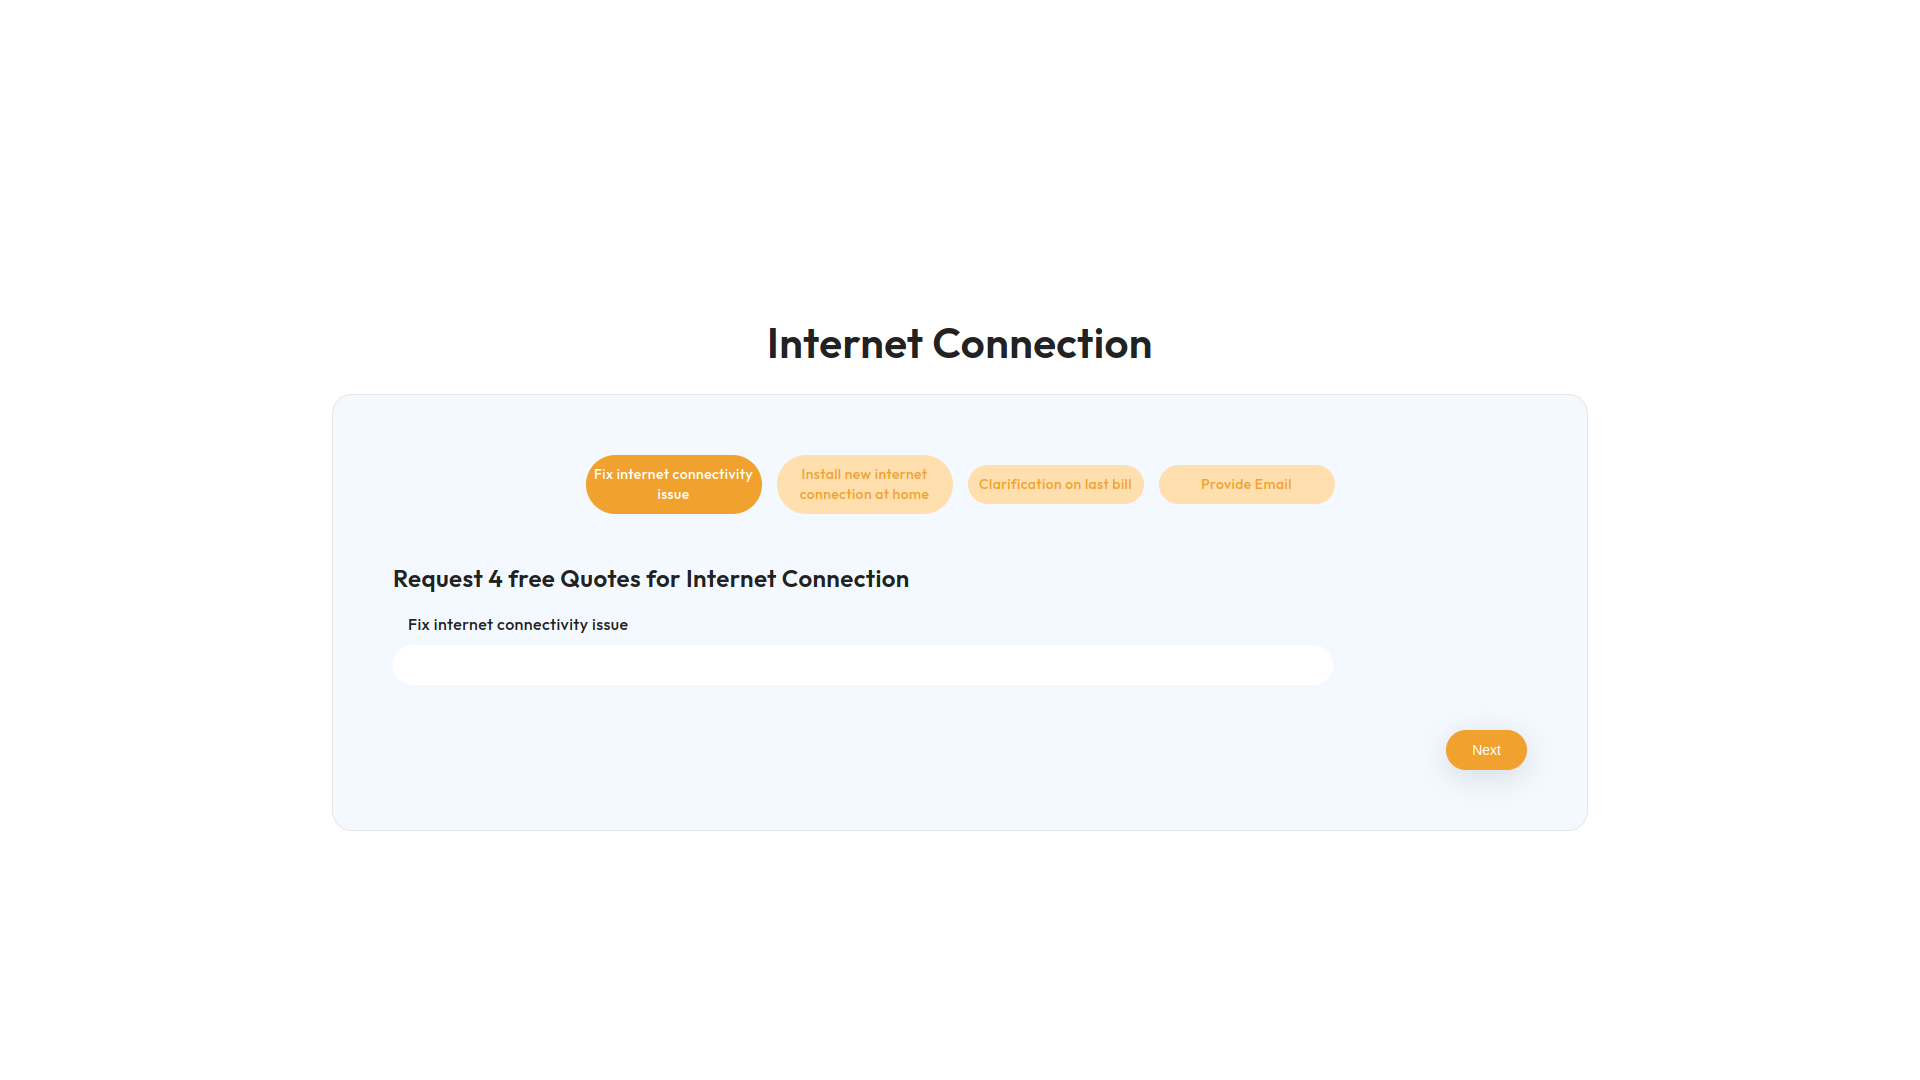 Internet Connection
Fix internet connectivity
issue
Install new internet
connection at home
Clarification on last bill
Provide Email
Request 4 free Quotes for Internet Connection
Fix internet connectivity issue
Next